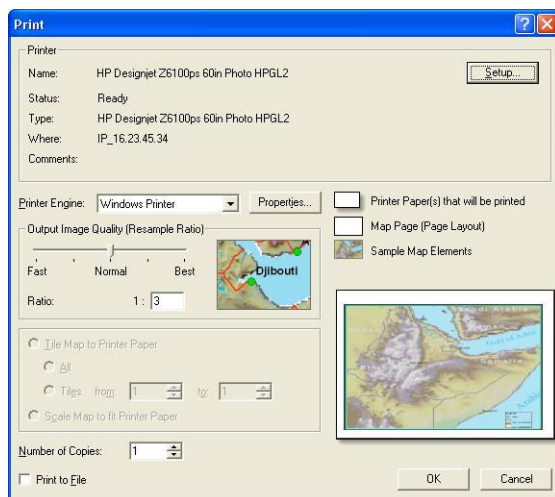 Print
Printer
Name: HP Designjet Z6100ps 60in Photo HPGL2
Setup...
Status: Ready
Type: HP Designjet Z6100ps 60in Photo HPGL2
Where: IP_16.23.45.34
Comments:
Printer Engine: Windows Printer Properties...
Printer Paper(s) that will be printed
Map Page (Page Layout)
Sample Map Elements
Output Image Quality (Resample Ratio)
Fast Normal Best
Djibouti
Ratio: 1 : 3
Tile Map to Printer Paper
All
Tiles from: 1 to: 1
Scale Map to fit Printer Paper
Number of Copies: 1
Print to File
OK Cancel